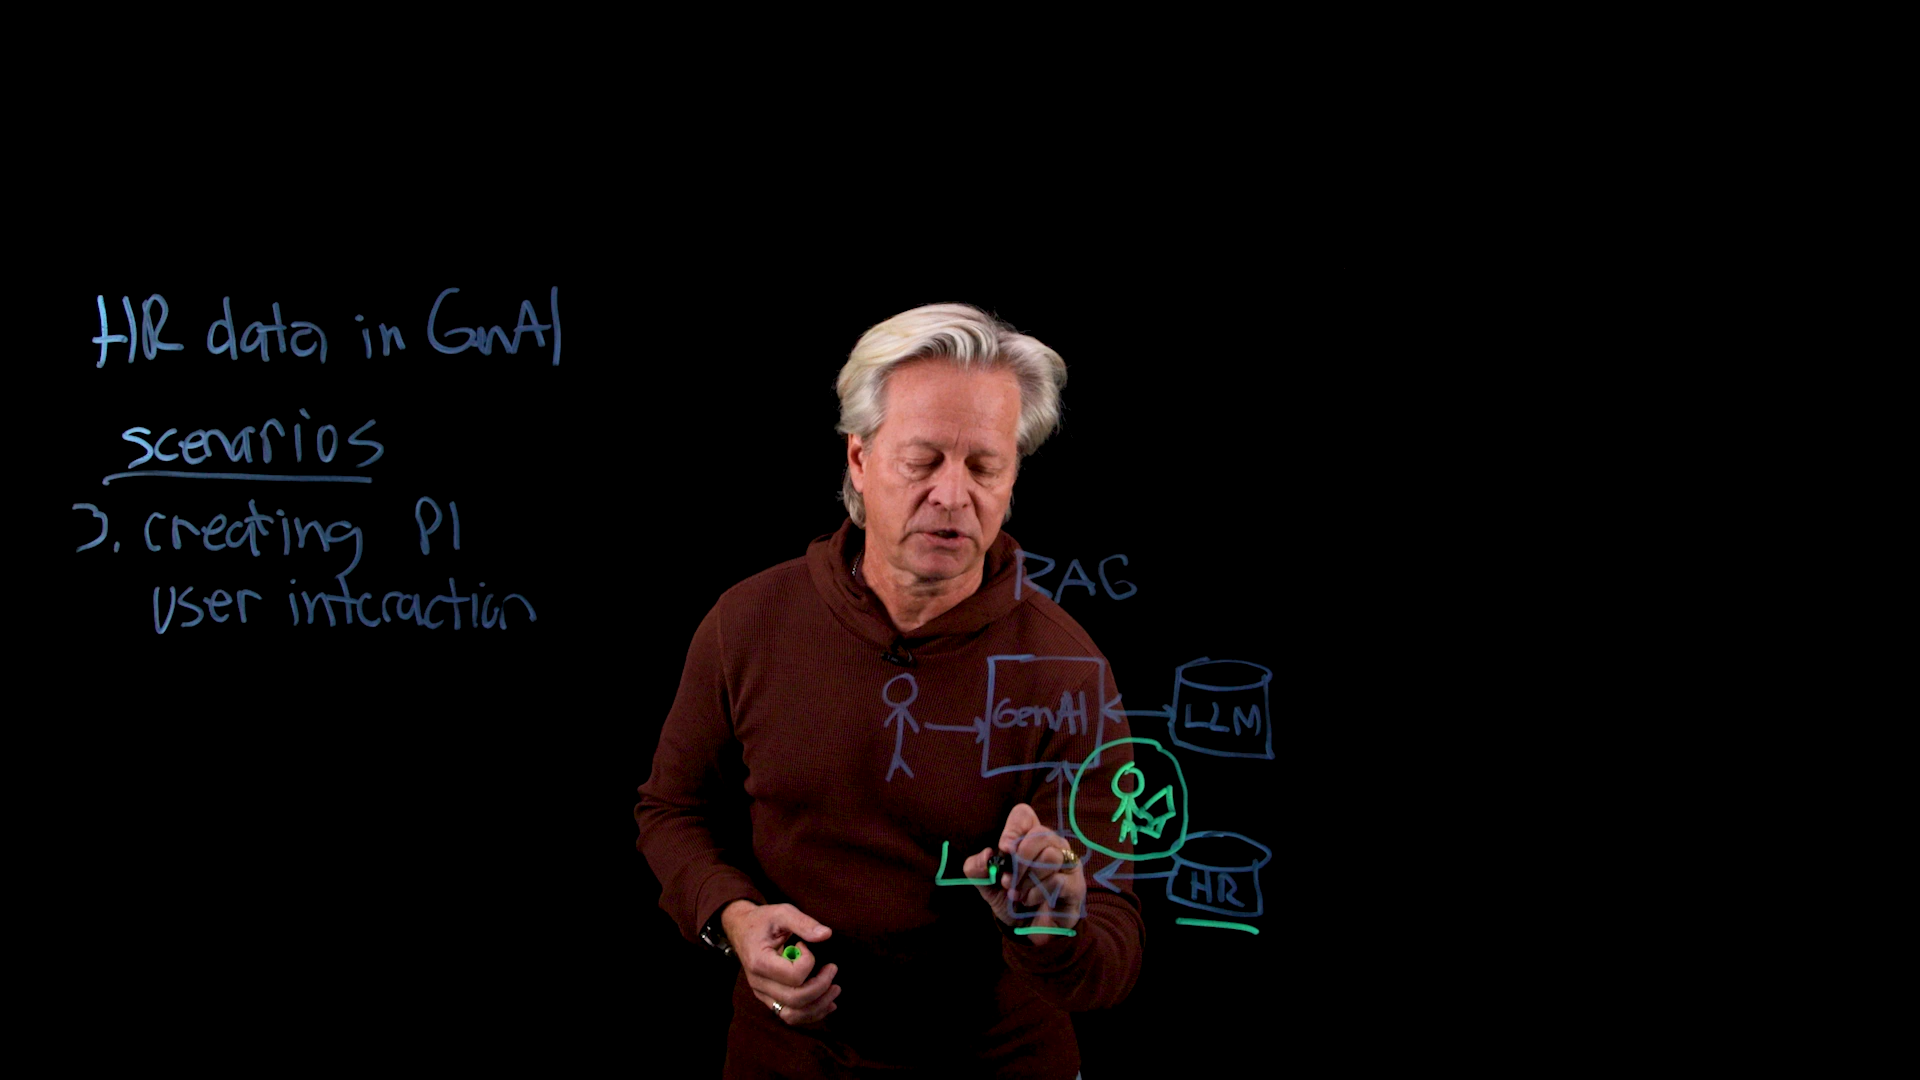 HR data in GenAI
scenarios
3. creating PI
user interaction
RAG
GenAI
LLM
V
HR